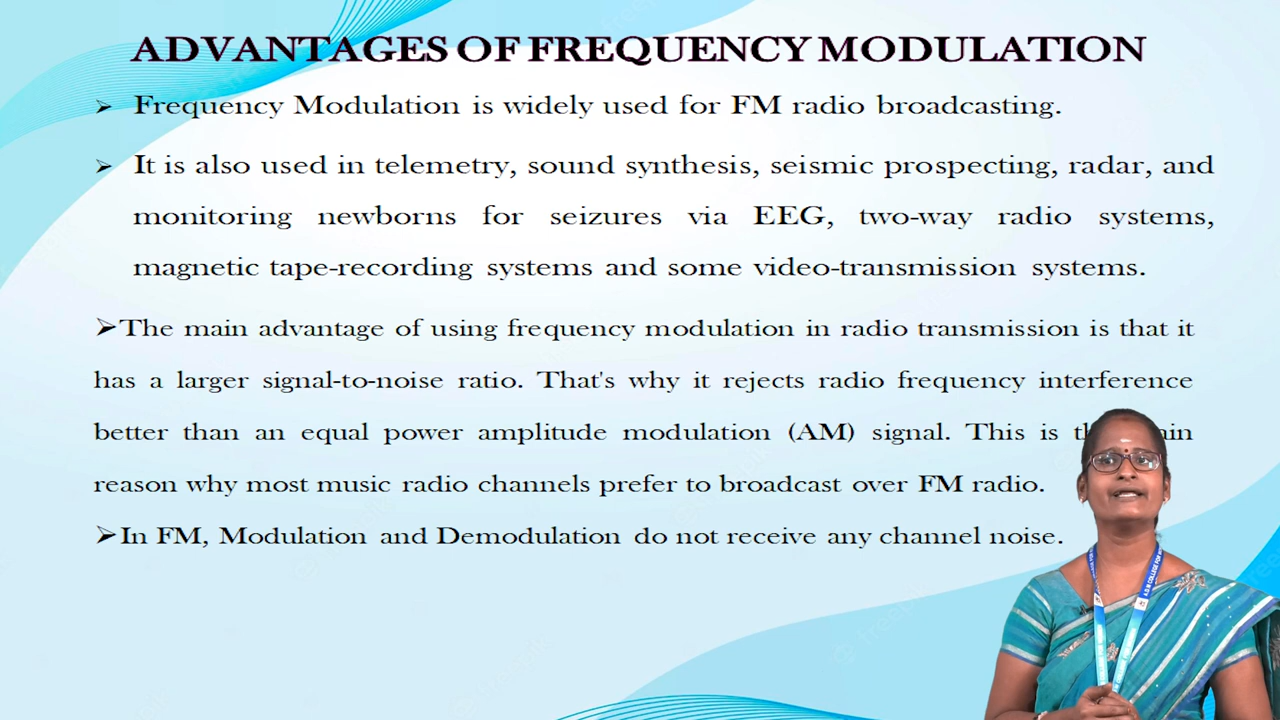 ADVANTAGES OF FREQUENCY MODULATION
➢ Frequency Modulation is widely used for FM radio broadcasting.
➢ It is also used in telemetry, sound synthesis, seismic prospecting, radar, and
monitoring newborns for seizures via EEG, two-way radio systems,
magnetic tape-recording systems and some video-transmission systems.
➢The main advantage of using frequency modulation in radio transmission is that it
has a larger signal-to-noise ratio. That's why it rejects radio frequency interference
better than an equal power amplitude modulation (AM) signal. This is
reason why most music radio channels prefer to broadcast over FM radio.
➢In FM, Modulation and Demodulation do not receive any channel noise.